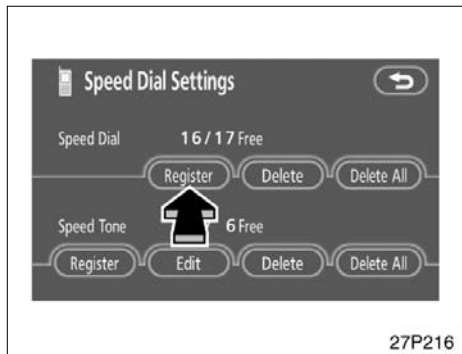 Speed Dial Settings
Speed Dial 16/17 Free
Register Delete Delete All
Speed Tone 6 Free
Register Edit Delete Delete All
27P216